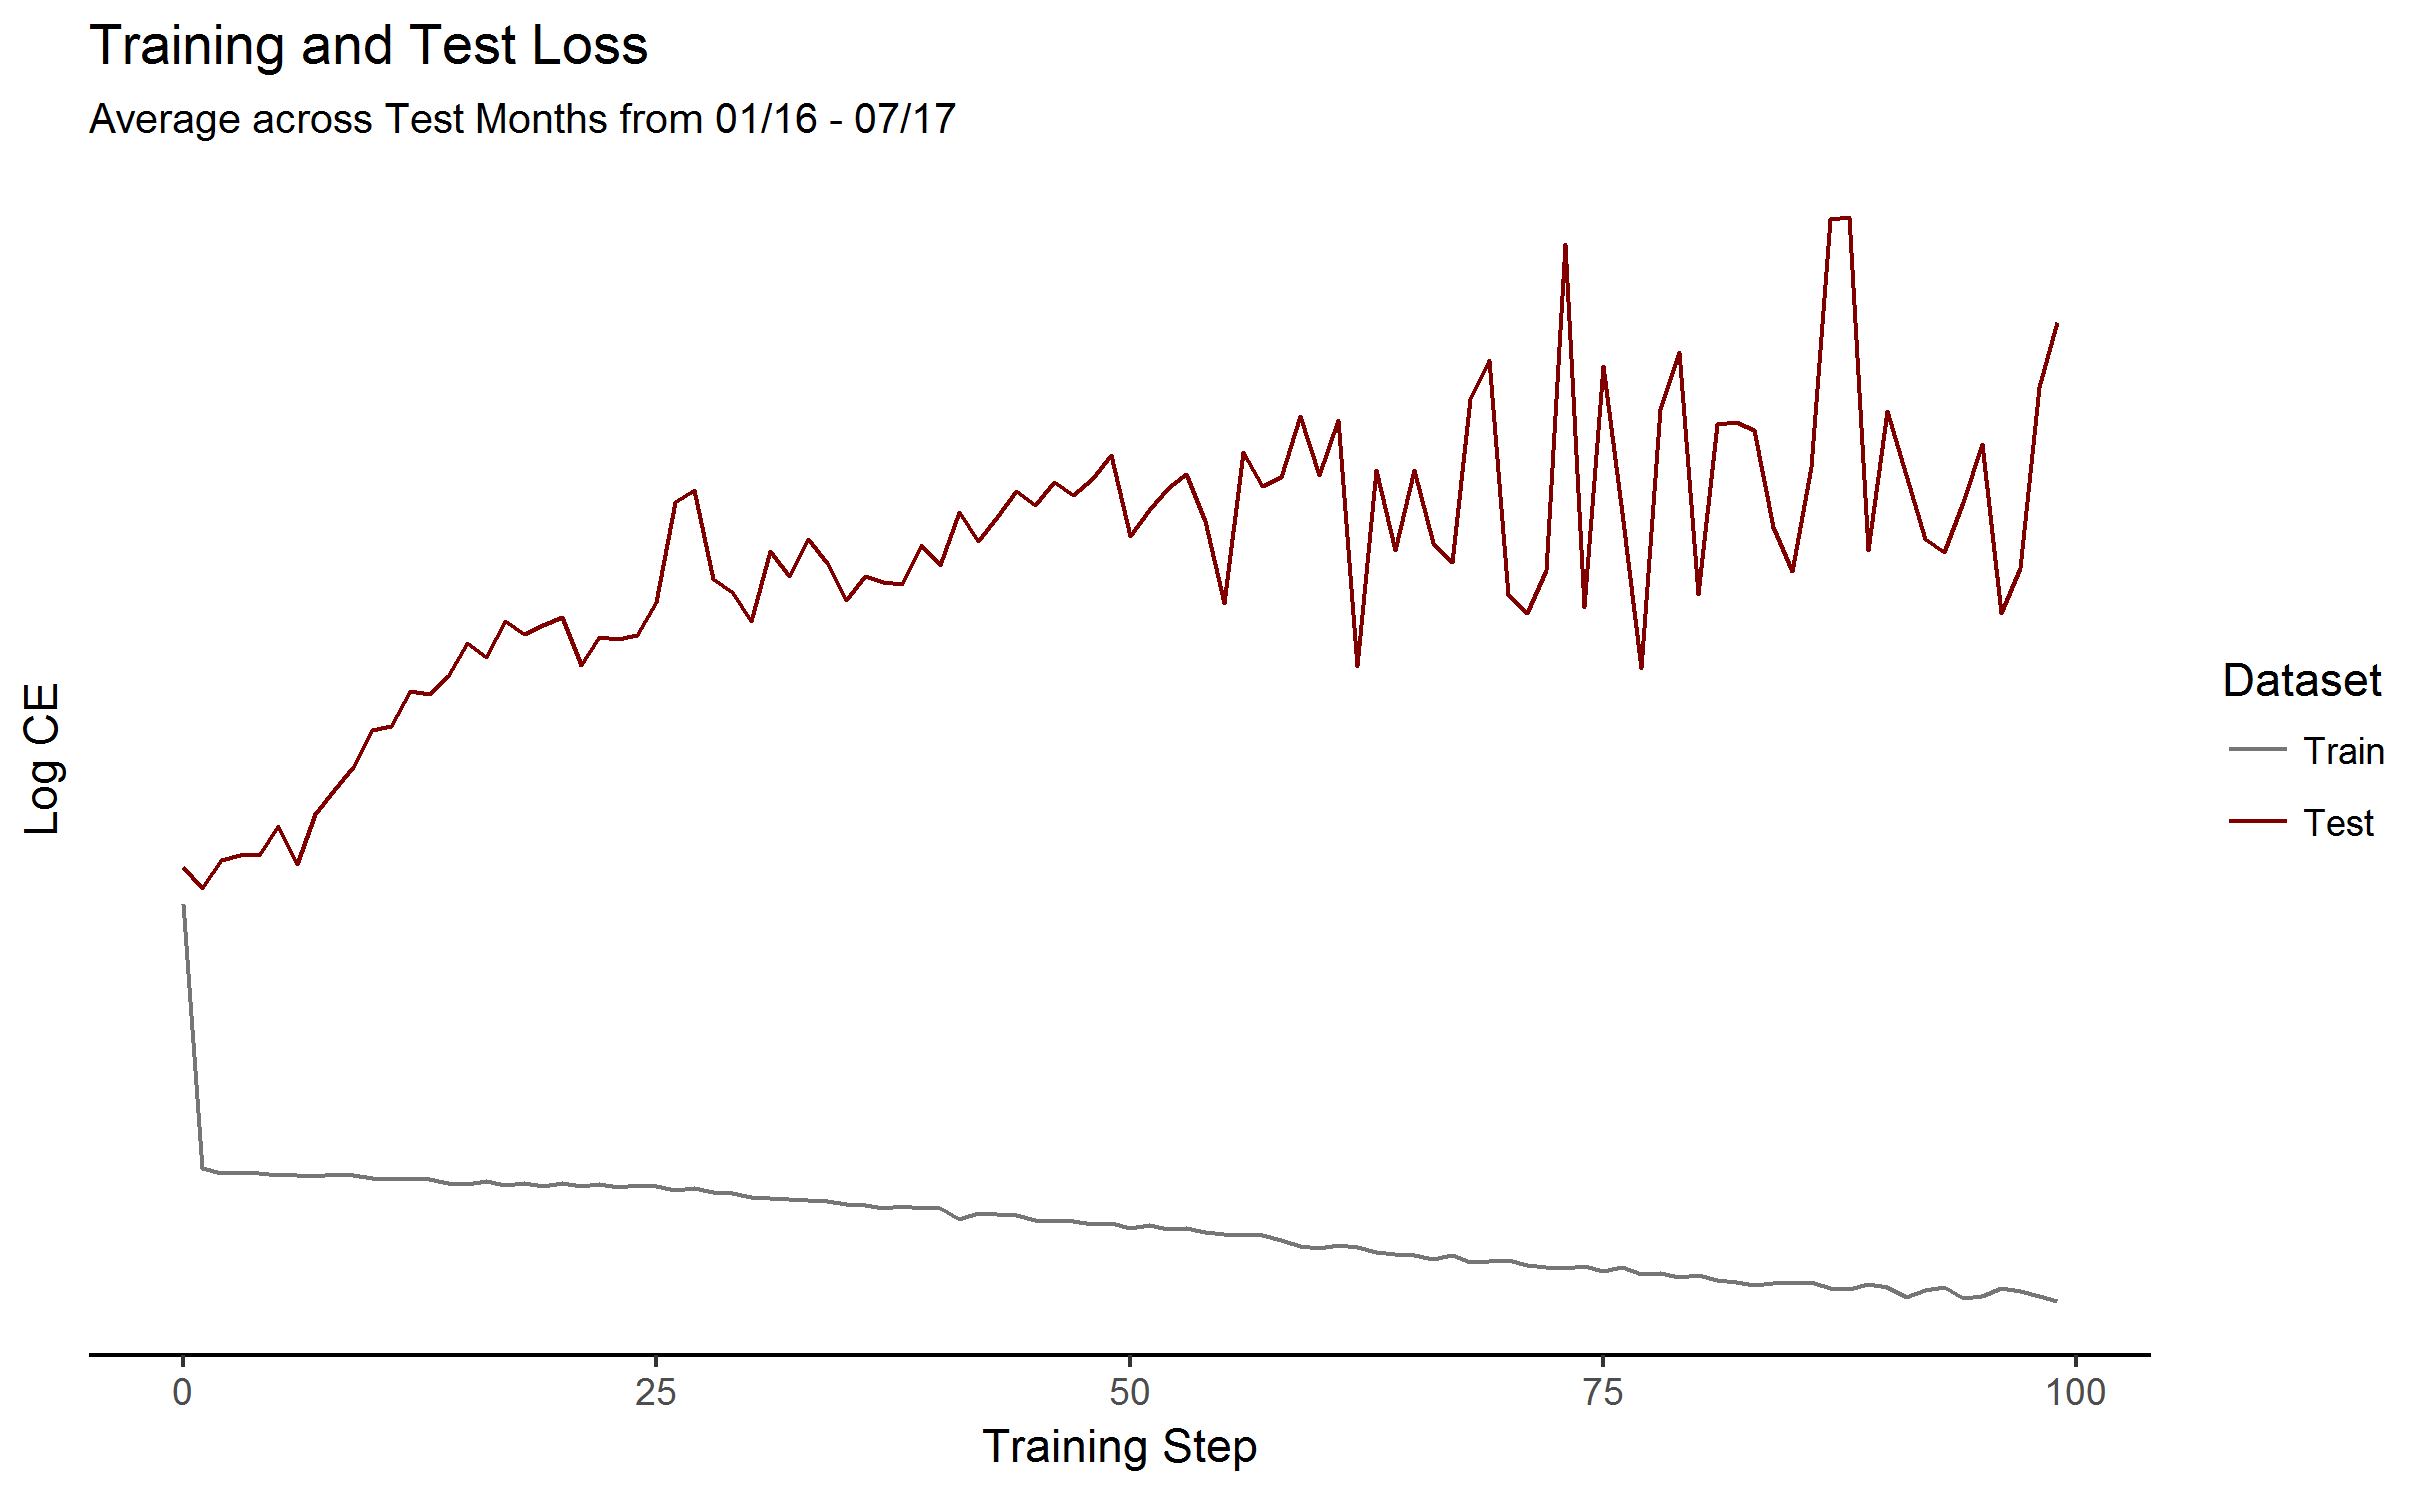 Training and Test Loss
Average across Test Months from 01/16 - 07/17
Log CE
Dataset
Train
Test
0 25 50 75 100
Training Step